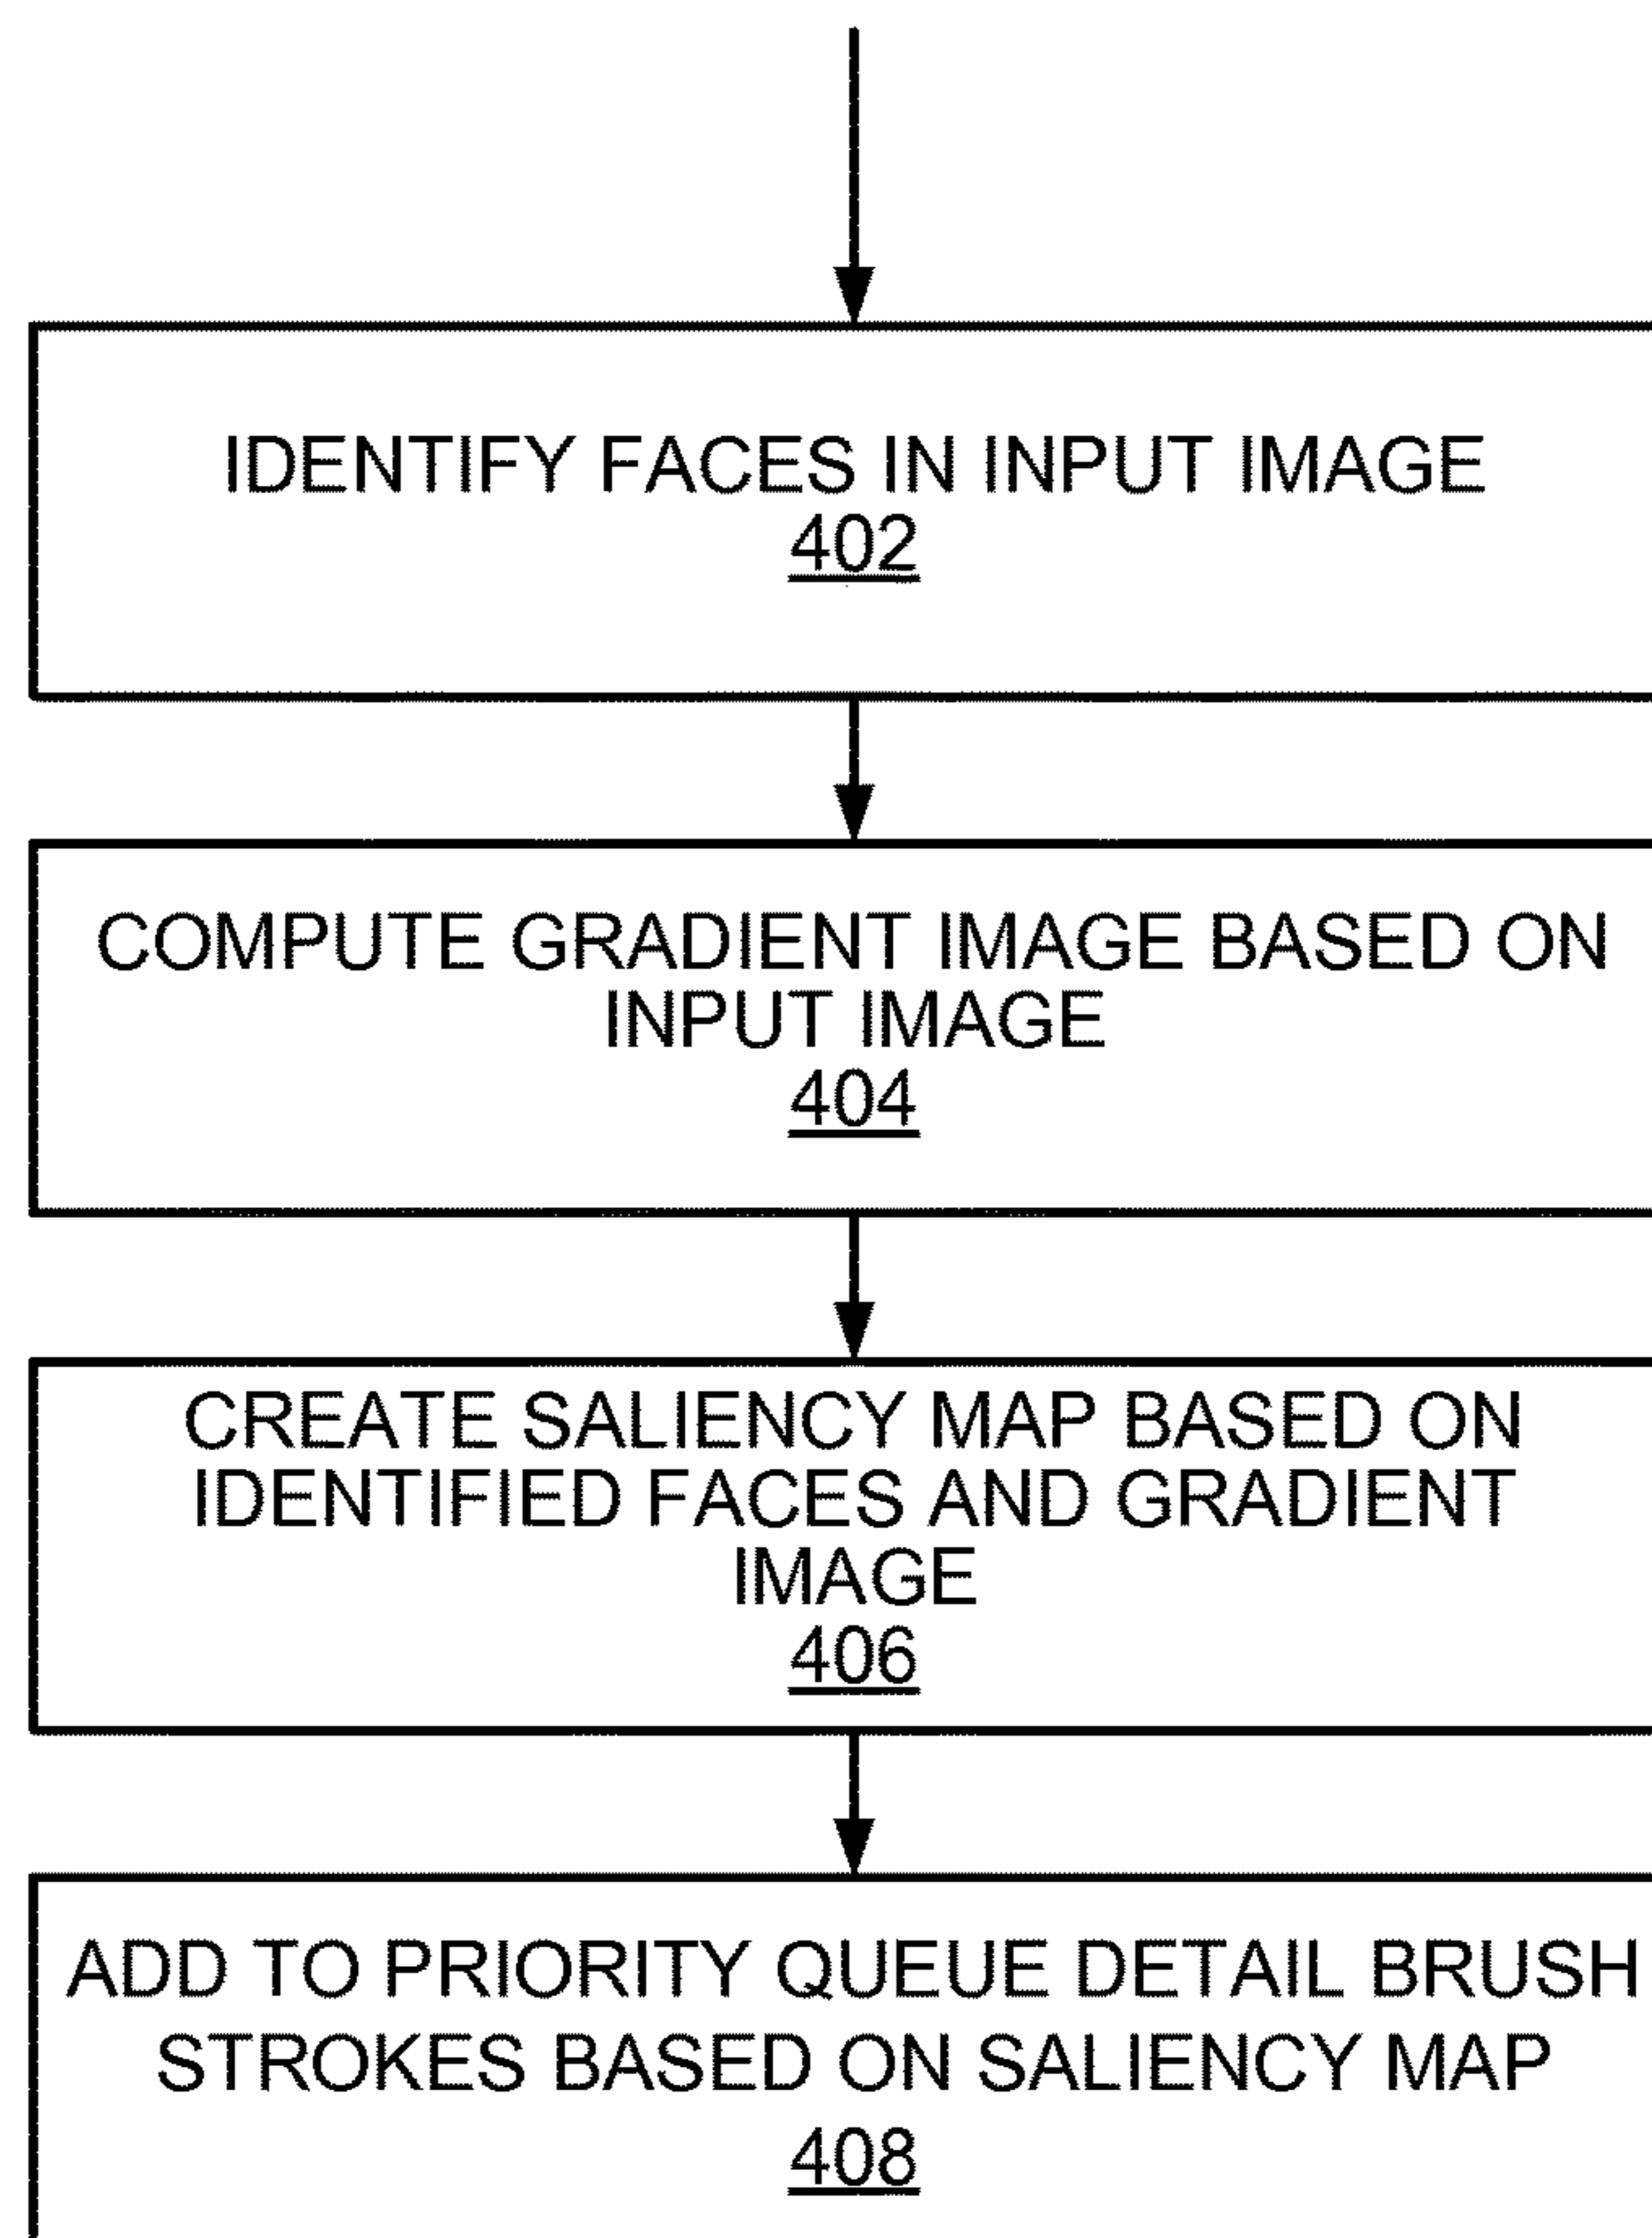 IDENTIFY FACES IN INPUT IMAGE
402
COMPUTE GRADIENT IMAGE BASED ON
INPUT IMAGE
404
CREATE SALIENCY MAP BASED ON
IDENTIFIED FACES AND GRADIENT
IMAGE
406
ADD TO PRIORITY QUEUE DETAIL BRUSH
STROKES BASED ON SALIENCY MAP
408